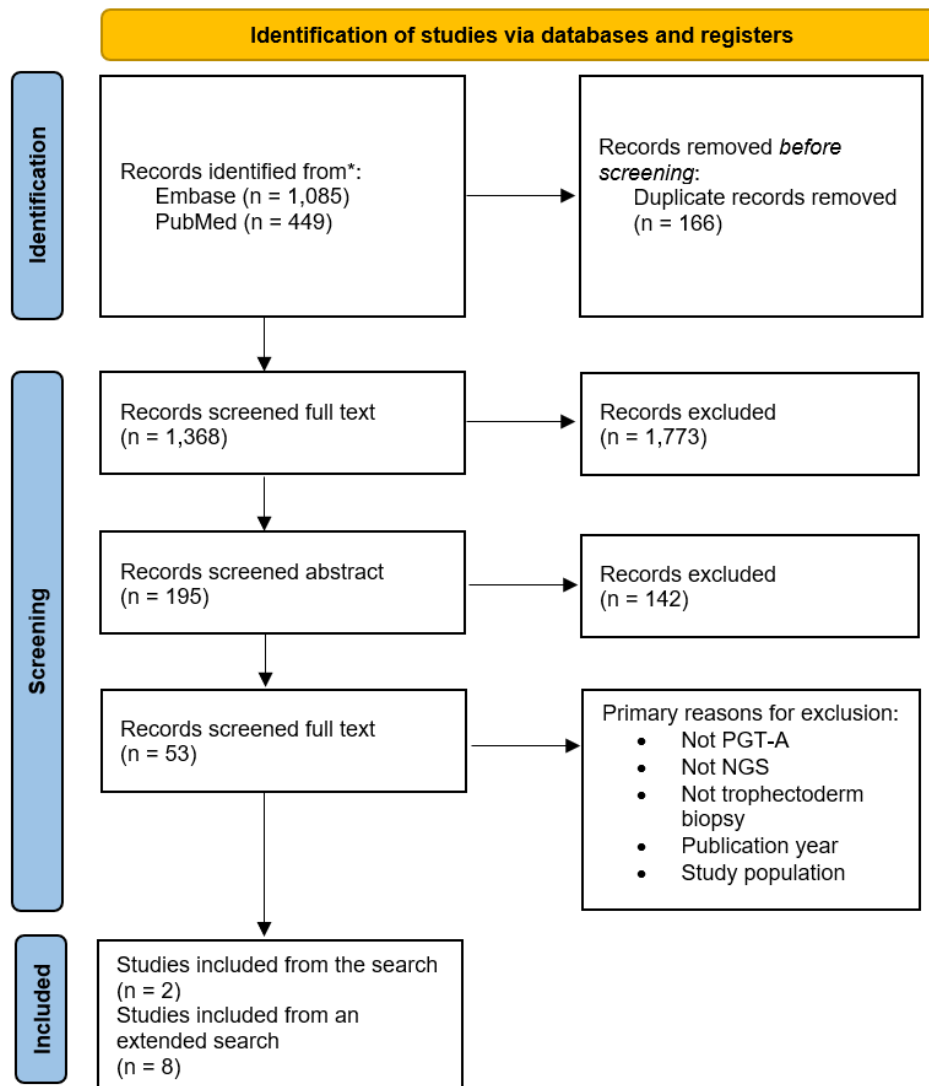 Identification of studies via databases and registers
Identification
Records identified from*:
Embase (n = 1,085)
PubMed (n = 449)
Records removed before
screening:
Duplicate records removed
(n = 166)
Screening
Records screened full text
(n = 1,368)
Records excluded
(n = 1,773)
Records screened abstract
(n = 195)
Records excluded
(n = 142)
Records screened full text
(n = 53)
Primary reasons for exclusion:
• Not PGT-A
• Not NGS
• Not trophectoderm
biopsy
• Publication year
• Study population
Included
Studies included from the search
(n = 2)
Studies included from an
extended search
(n = 8)